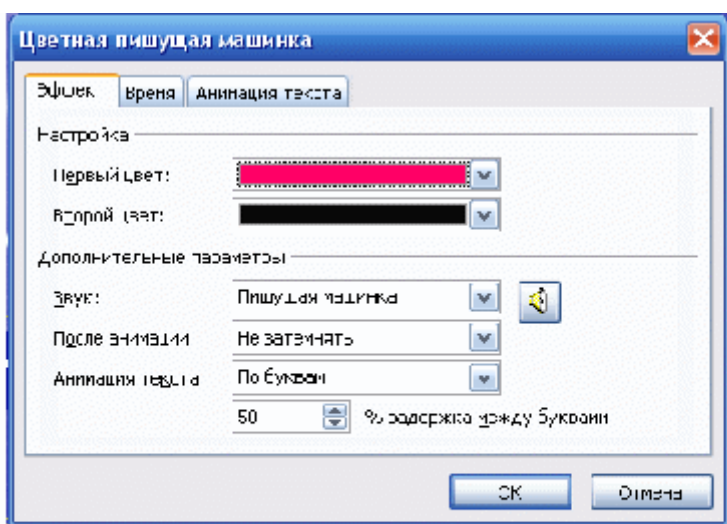 Цветная пишущая машинка
Эффект Время Анимация текста
Настройка
Первый цвет:
Второй цвет:
Дополнительные параметры
Звук: Пишущая машинка
После анимации Не затемнять
Анимация текста По буквам
50 % задержка между буквами
ОК Отмена